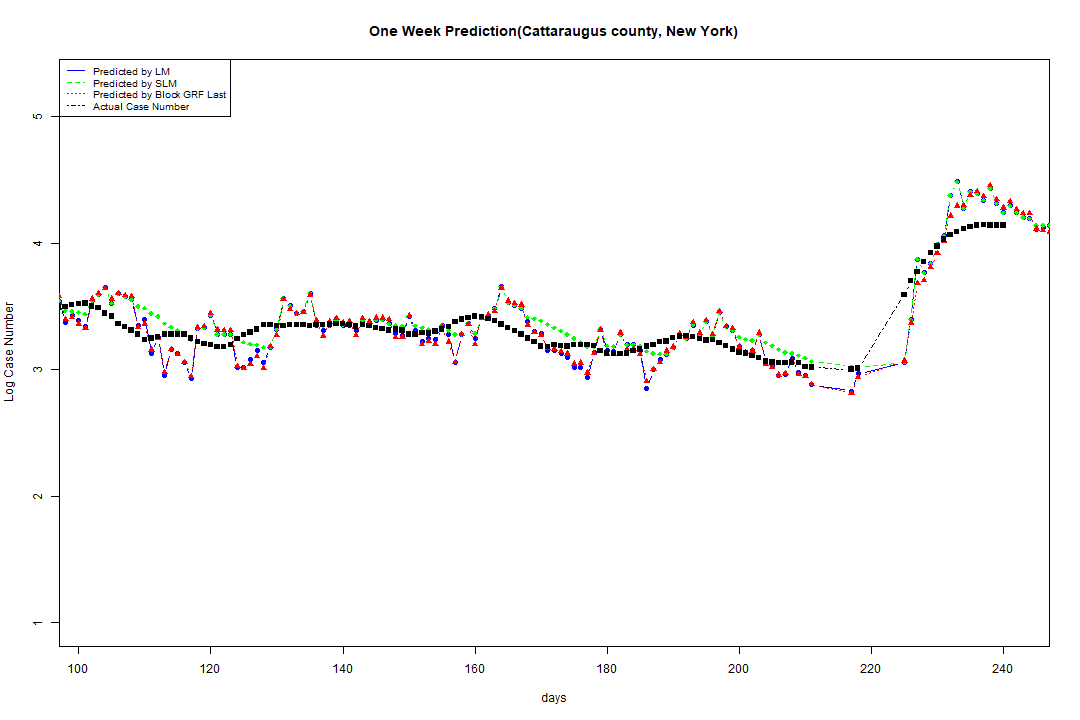 One Week Prediction(Cattaraugus county, New York)
Predicted by LM
Predicted by SLM
Predicted by Block GRF Last
Actual Case Number
5
4
3
2
1
Log Case Number
100 120 140 160 180 200 220 240
days